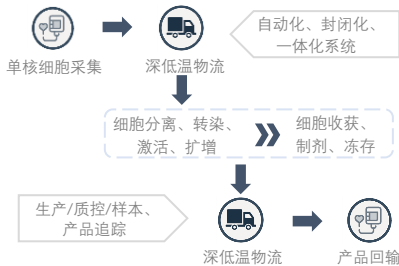 自动化、封闭化、
一体化系统
单核细胞采集
深低温物流
细胞分离、转染、
激活、扩增
细胞收获、
制剂、冻存
生产/质控/样本、
产品追踪
深低温物流
产品回输